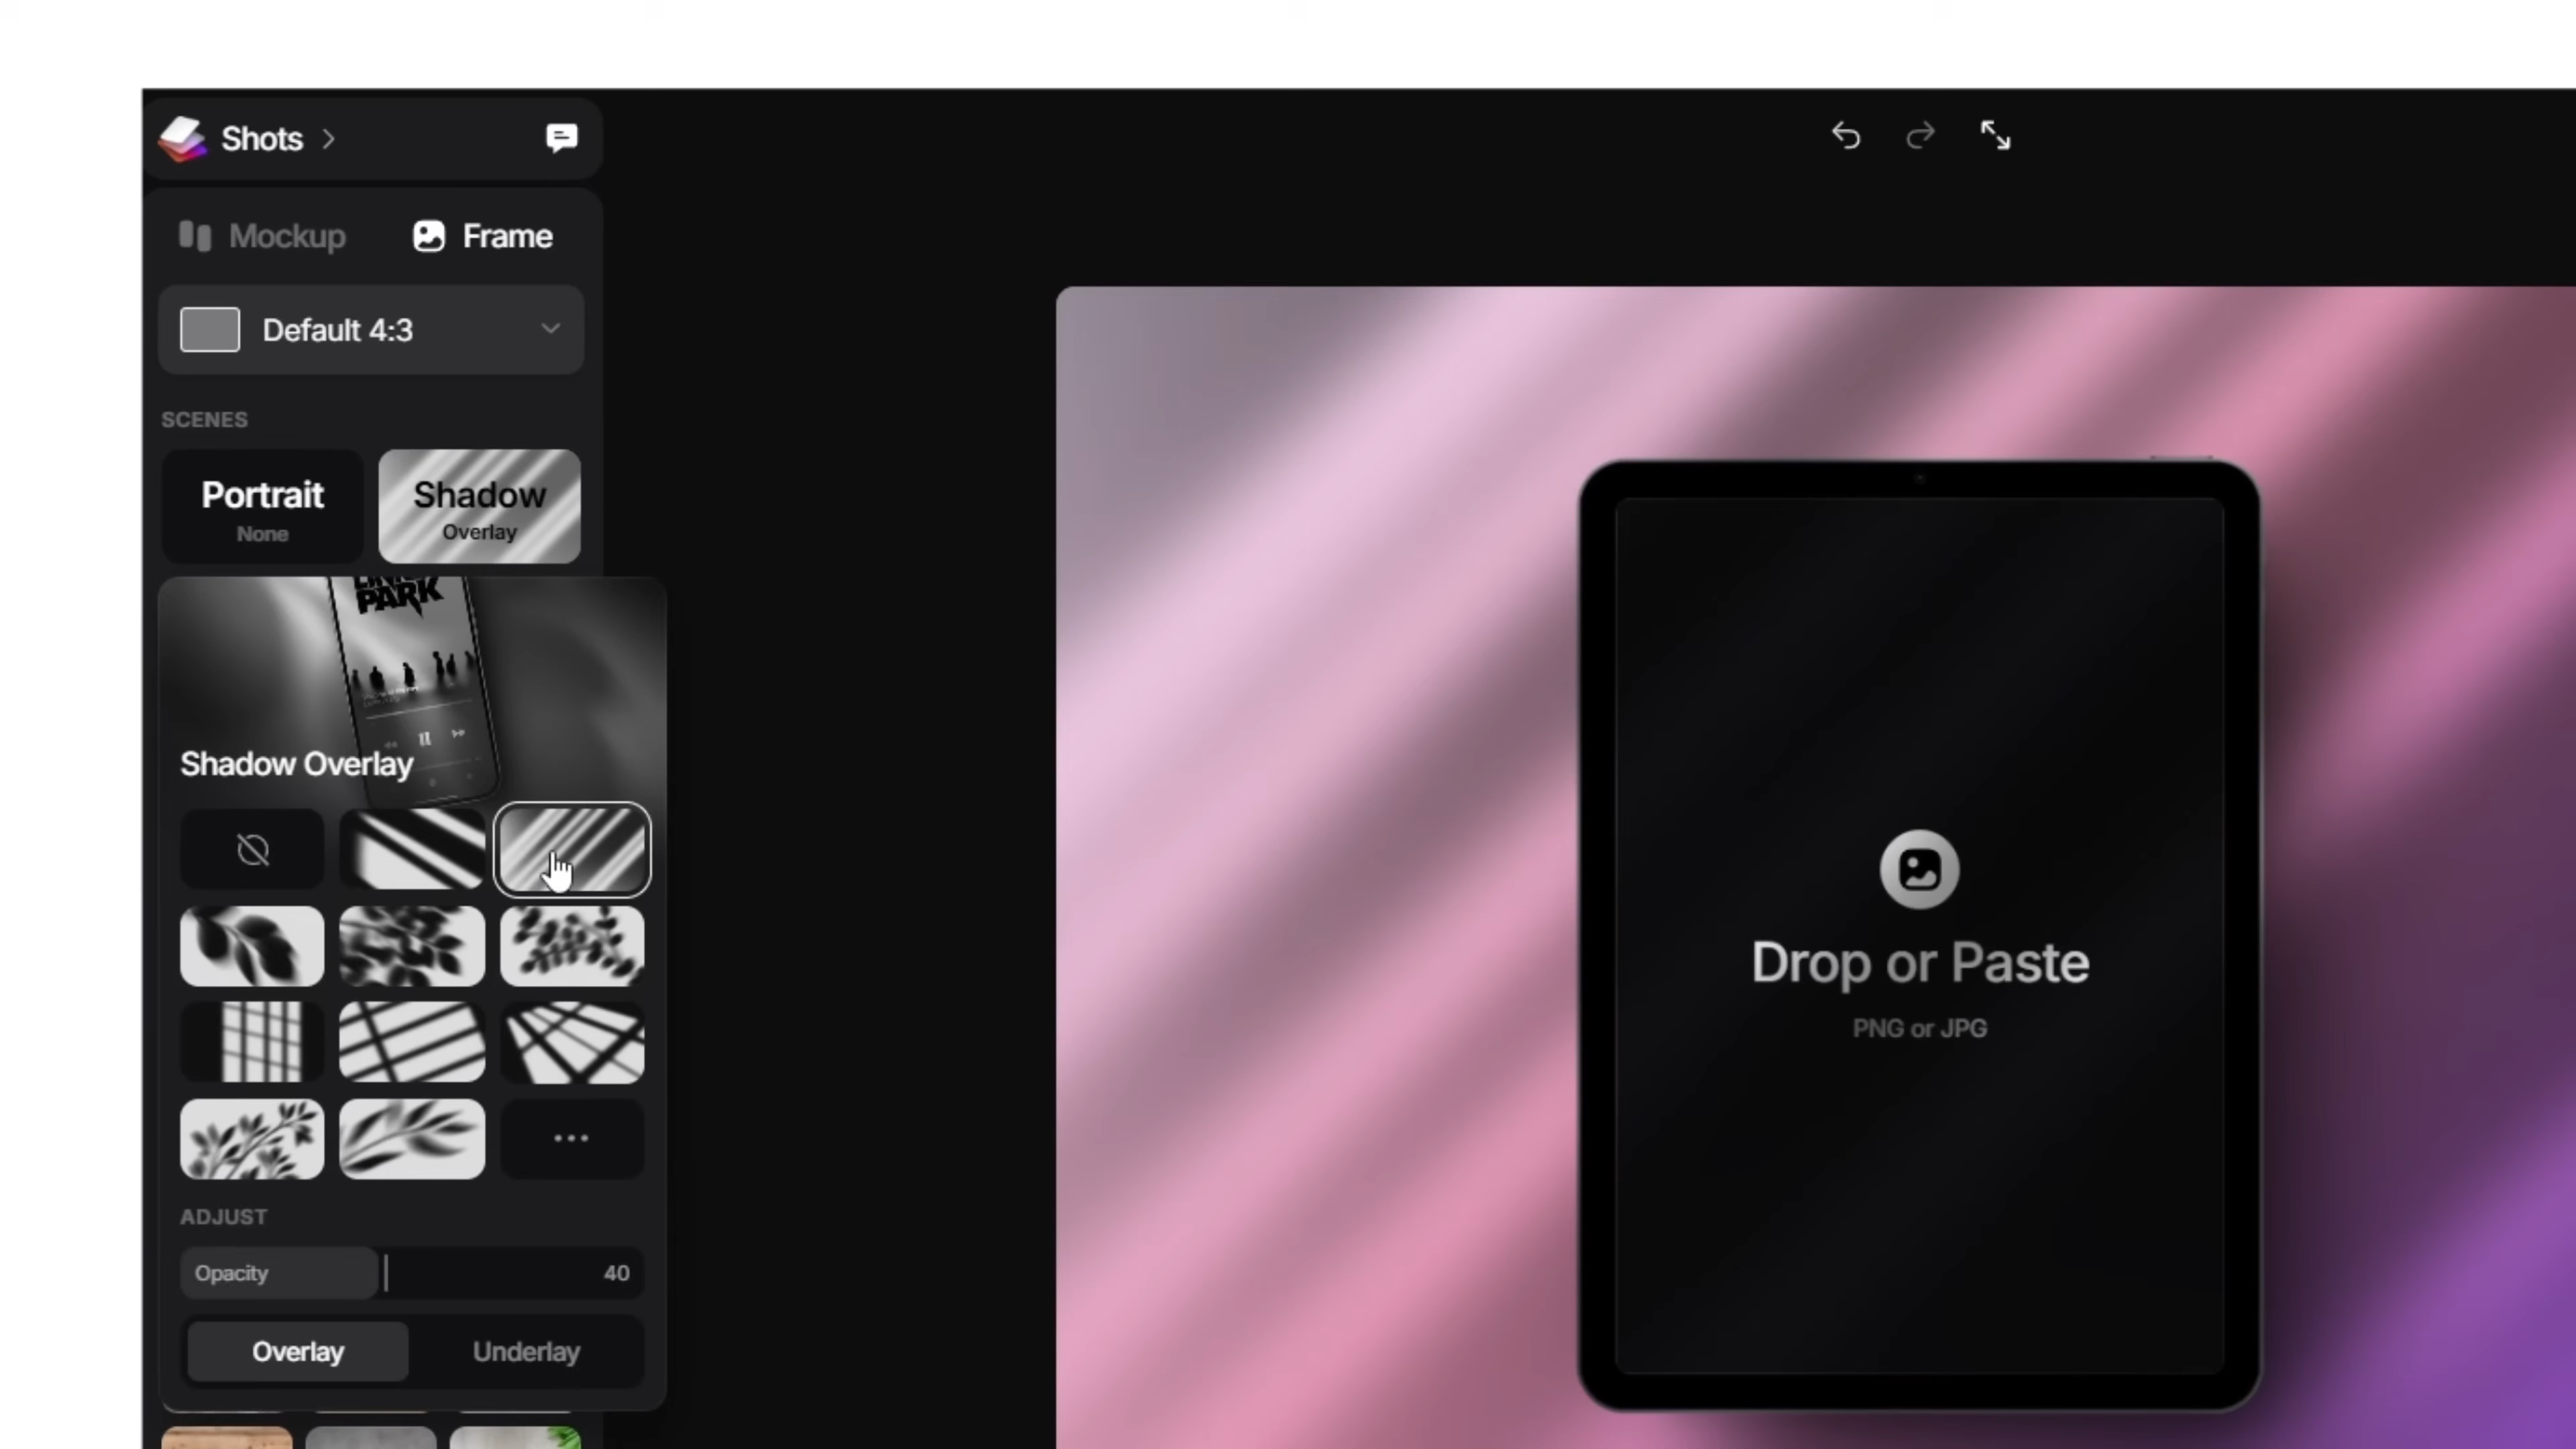 Shots
Mockup
Frame
Default 4:3
SCENES
Portrait
None
Shadow
Overlay
PARK
Shadow Overlay
ADJUST
Opacity
40
Overlay
Underlay
Drop or Paste
PNG or JPG